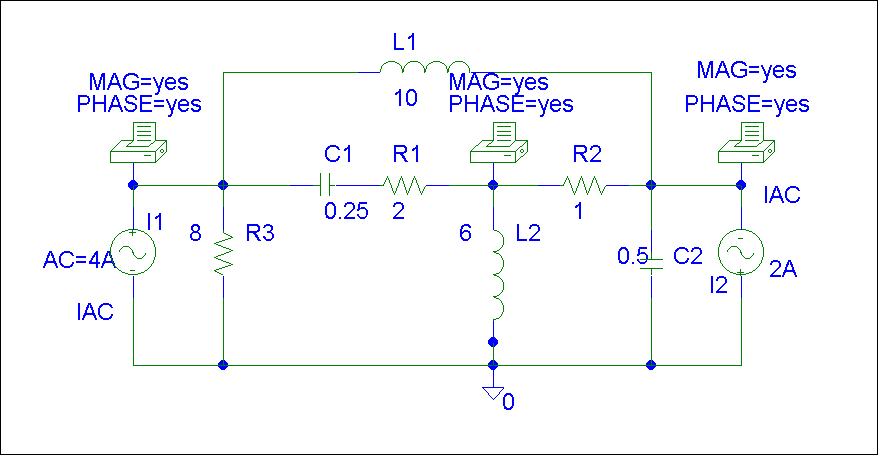 L1
MAG=yes
PHASE=yes
10
MAG=yes
PHASE=yes
MAG=yes
PHASE=yes
C1
R1
R2
0.25
2
1
IAC
I1
8
R3
6
L2
0.5
C2
AC=4A
2A
I2
IAC
0